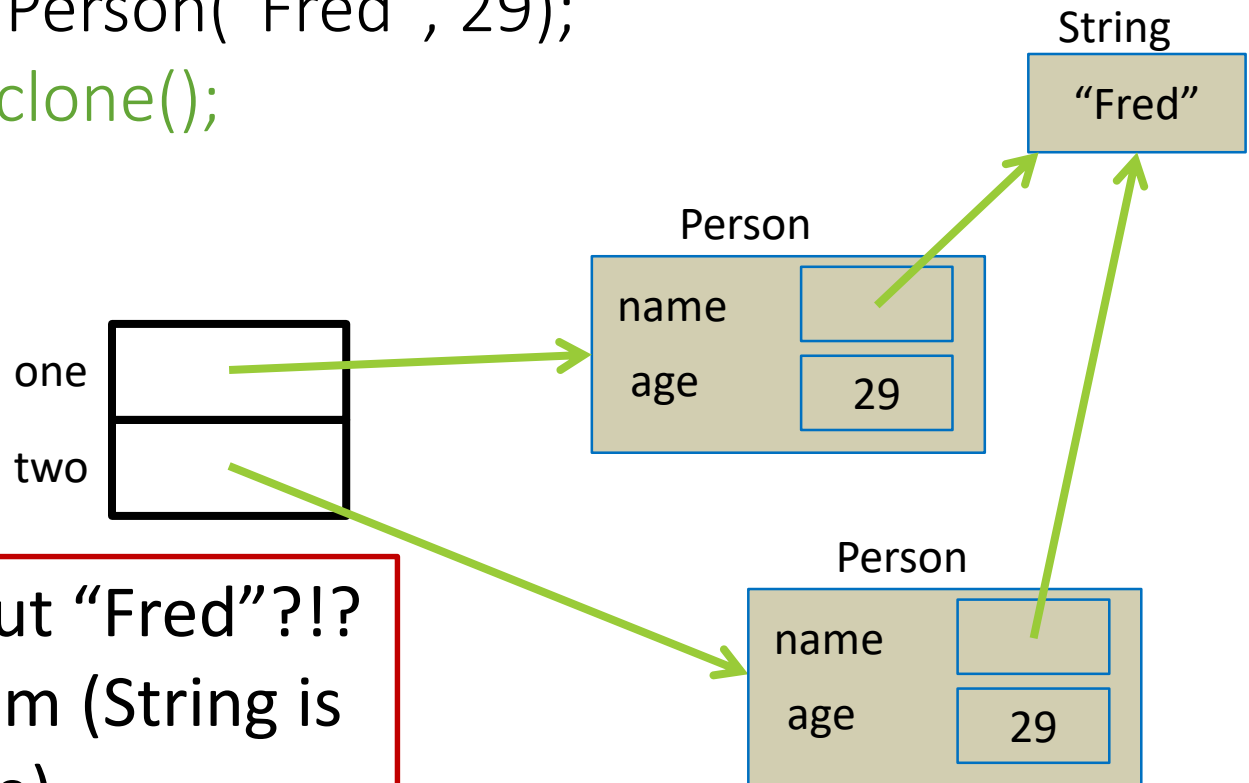 Person("Fred", 29);
clone();
String
"Fred"
Person
name
age
29
one
two
Person
name
age
29
“Fred”?!?
(String is